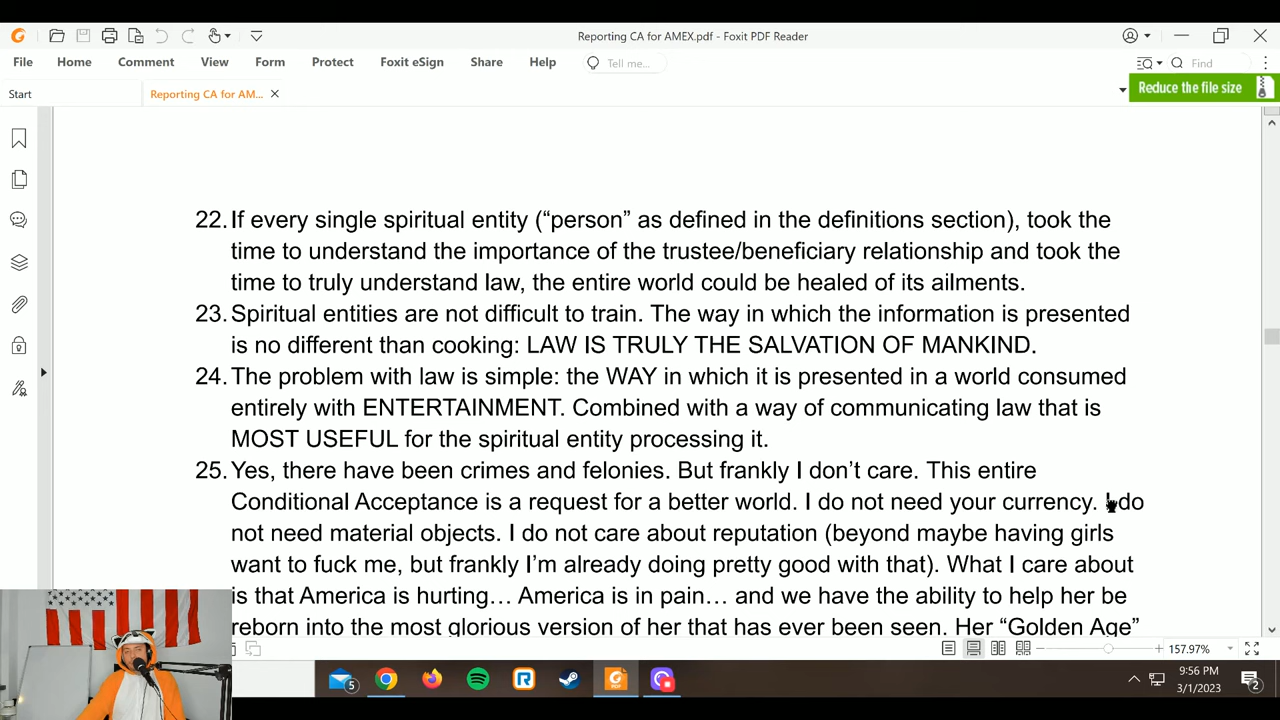 Reporting CA for AMEX.pdf - Foxit PDF Reader
File Home Comment View Form Protect Foxit eSign Share Help Tell me... Find
Start Reporting CA for AM... Reduce the file size
22. If every single spiritual entity (“person” as defined in the definitions section), took the
time to understand the importance of the trustee/beneficiary relationship and took the
time to truly understand law, the entire world could be healed of its ailments.
23. Spiritual entities are not difficult to train. The way in which the information is presented
is no different than cooking: LAW IS TRULY THE SALVATION OF MANKIND.
24. The problem with law is simple: the WAY in which it is presented in a world consumed
entirely with ENTERTAINMENT. Combined with a way of communicating law that is
MOST USEFUL for the spiritual entity processing it.
25. Yes, there have been crimes and felonies. But frankly I don’t care. This entire
Conditional Acceptance is a request for a better world. I do not need your currency. I do
not need material objects. I do not care about reputation (beyond maybe having girls
want to fuck me, but frankly I’m already doing pretty good with that). What I care about
is that America is hurting… America is in pain… and we have the ability to help her be
reborn into the most glorious version of her that has ever been seen. Her “Golden Age”
157.97%
5
9:56 PM
3/1/2023
2